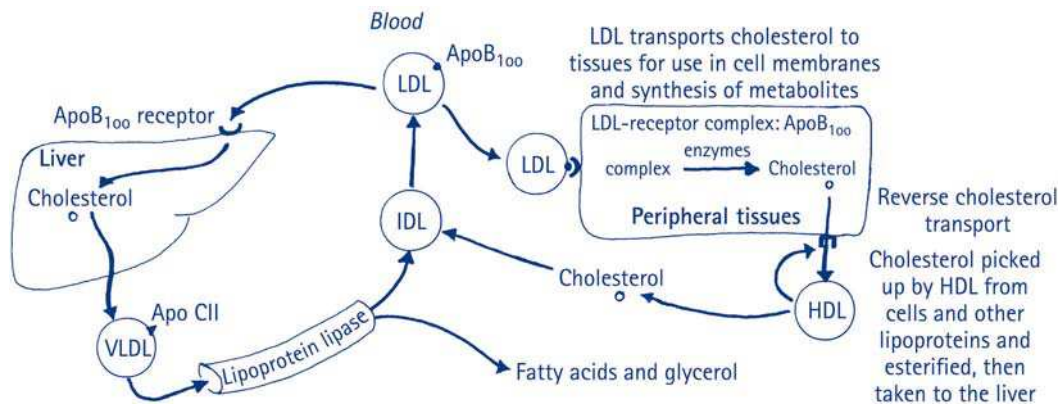 Blood
ApoB₁₀₀
LDL
LDL transports cholesterol to
tissues for use in cell membranes
and synthesis of metabolites
ApoB₁₀₀ receptor
Liver
Cholesterol
LDL
LDL-receptor complex: ApoB₁₀₀
enzymes
complex
Cholesterol
Peripheral tissues
IDL
Reverse cholesterol
transport
Cholesterol
HDL
Cholesterol picked
up by HDL from
cells and other
lipoproteins and
esterified, then
taken to the liver
Apo CII
VLDL
Lipoprotein lipase
Fatty acids and glycerol